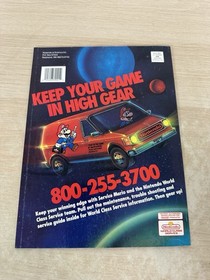 KEEP YOUR GAME
IN HIGH GEAR
800-255-3700
Keep your winning edge with Service Mario and the Nintendo World
Class Service team. Pull out the maintenance, trouble shooting and
service guide inside for World Class Service Information. Then gear up!